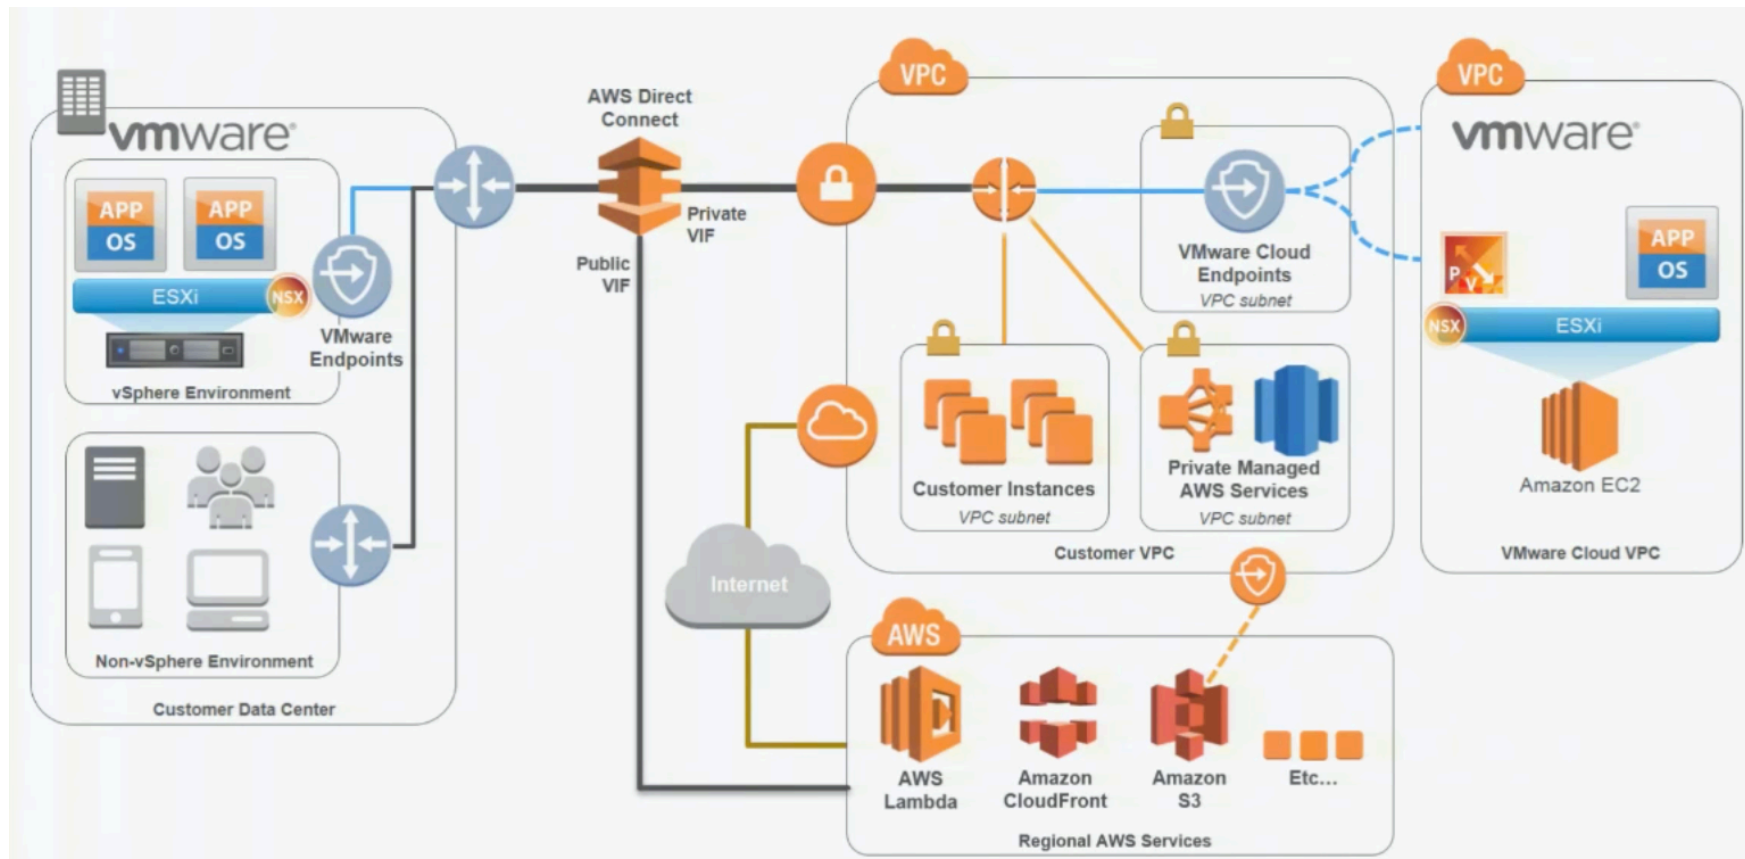 vmware®
APP
OS
APP
OS
ESXi
NSX
VMware
Endpoints
vSphere Environment
Non-vSphere Environment
Customer Data Center
AWS Direct
Connect
Private
VIF
Public
VIF
Internet
VPC
VMware Cloud
Endpoints
VPC subnet
Customer Instances
VPC subnet
Private Managed
AWS Services
VPC subnet
Customer VPC
VPC
vmware®
P
V
APP
OS
NSX
ESXi
Amazon EC2
VMware Cloud VPC
AWS
AWS
Lambda
Amazon
CloudFront
Amazon
S3
Etc...
Regional AWS Services